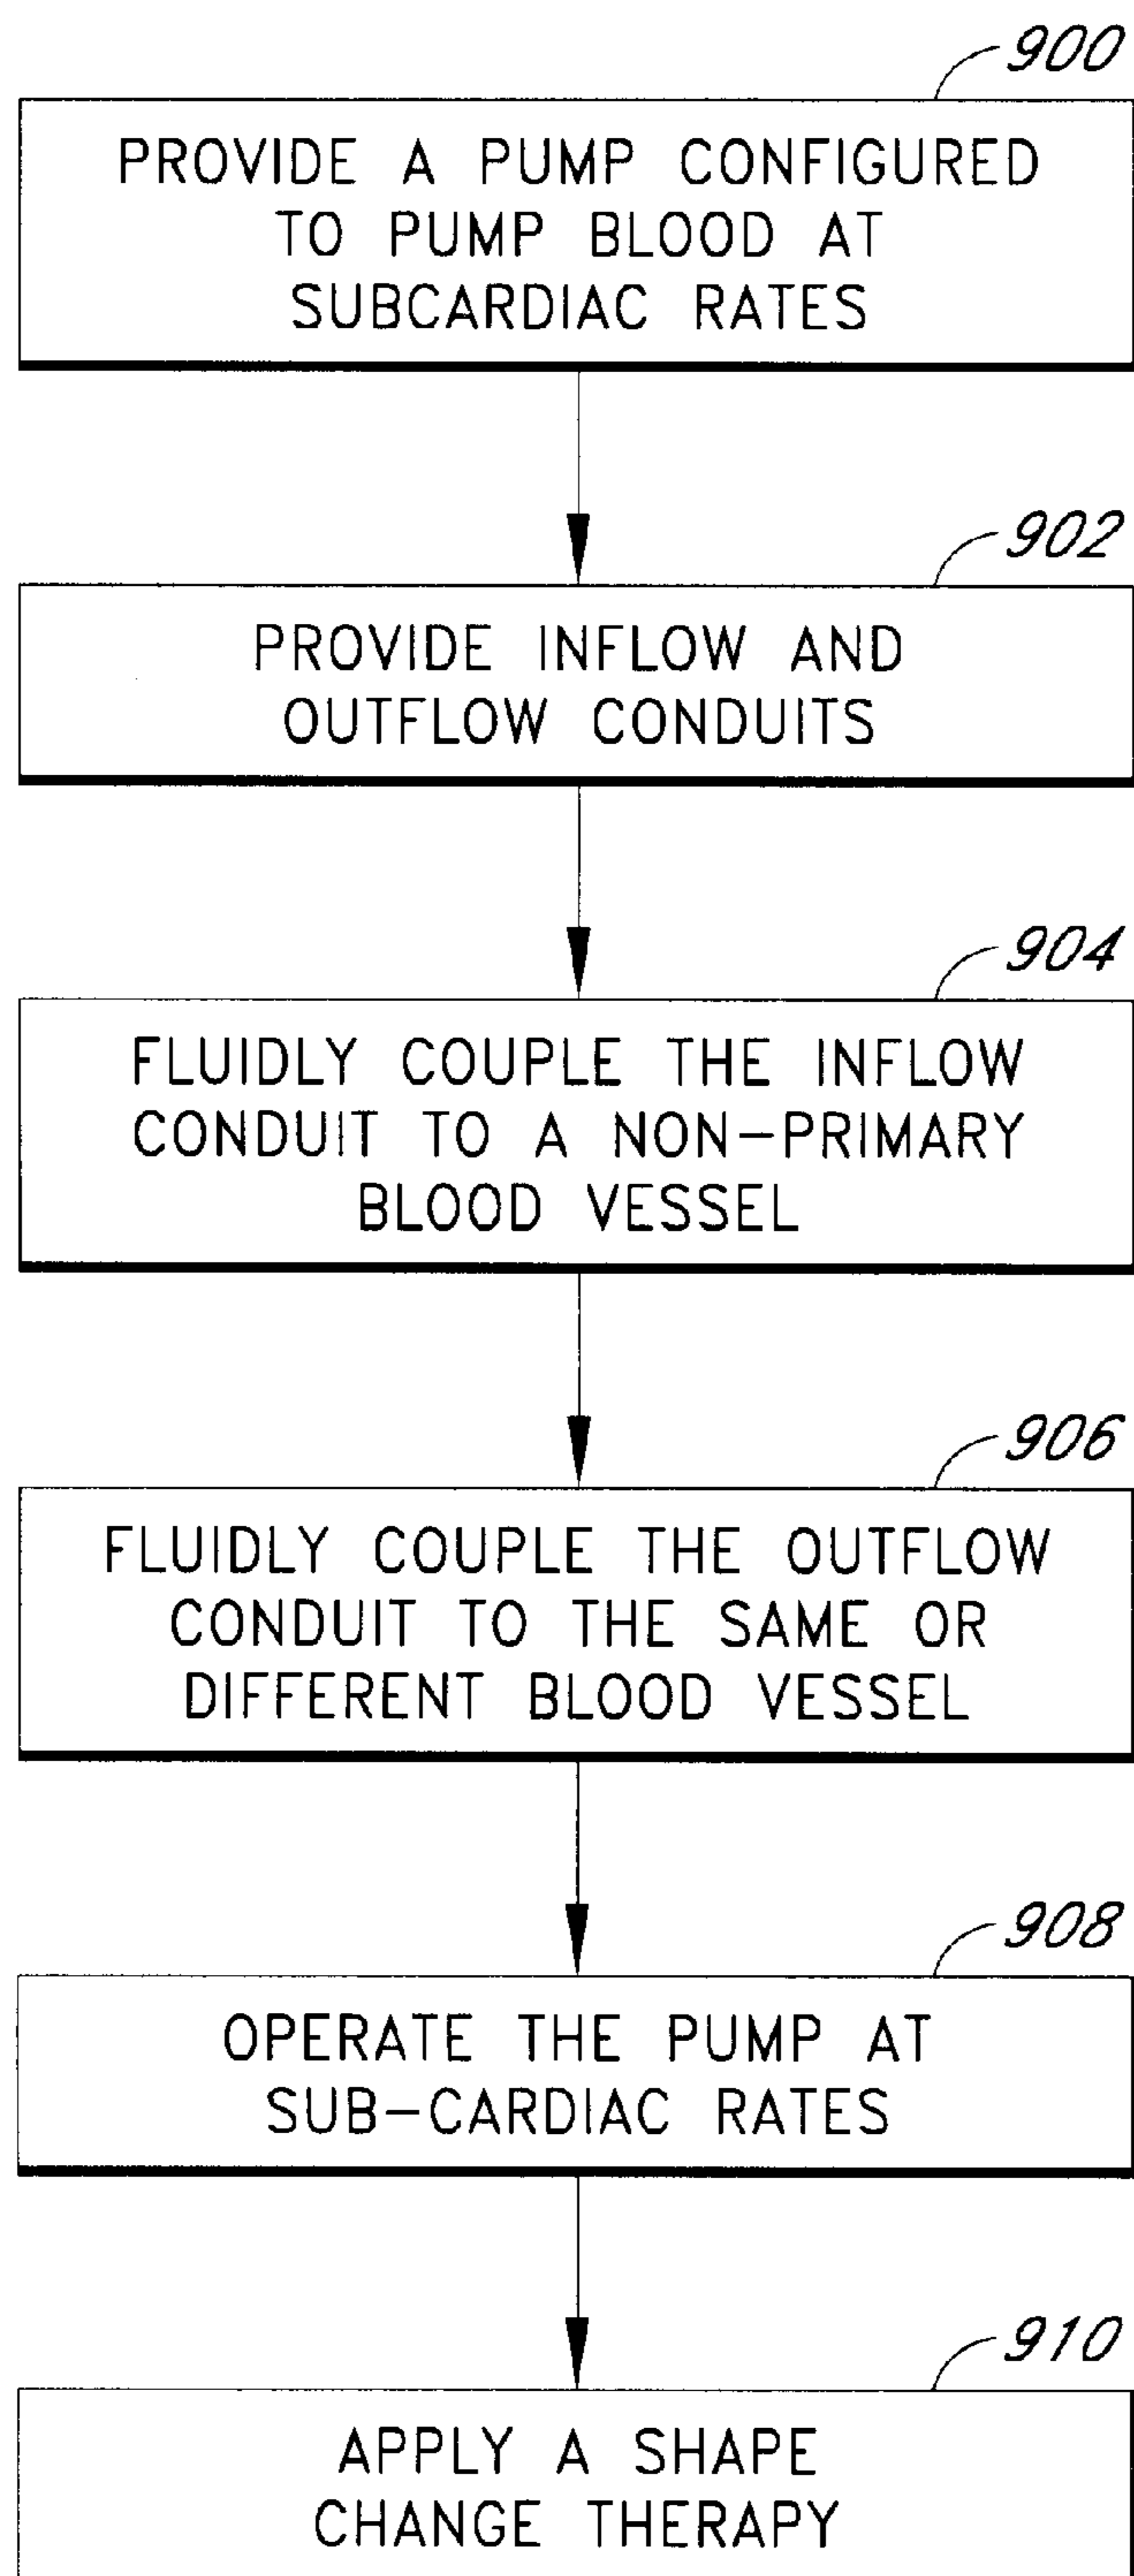 900
PROVIDE A PUMP CONFIGURED
TO PUMP BLOOD AT
SUBCARDIAC RATES
902
PROVIDE INFLOW AND
OUTFLOW CONDUITS
904
FLUIDLY COUPLE THE INFLOW
CONDUIT TO A NON-PRIMARY
BLOOD VESSEL
906
FLUIDLY COUPLE THE OUTFLOW
CONDUIT TO THE SAME OR
DIFFERENT BLOOD VESSEL
908
OPERATE THE PUMP AT
SUB-CARDIAC RATES
910
APPLY A SHAPE
CHANGE THERAPY